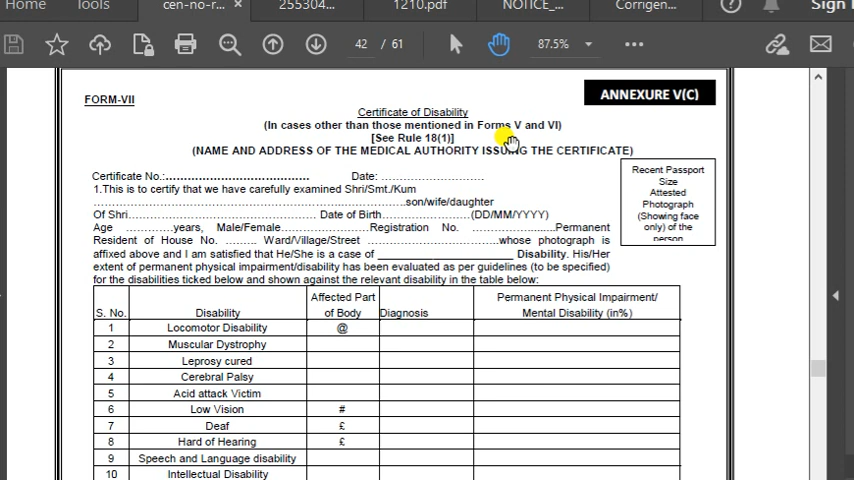 Home Tools cen-no-r... × 255304... 1210.pdf NOTICE_... Corrigen... Sign I
42 / 61 87.5%
FORM-VII
ANNEXURE V(C)
Certificate of Disability
(In cases other than those mentioned in Forms V and VI)
[See Rule 18(1)]
(NAME AND ADDRESS OF THE MEDICAL AUTHORITY ISSUING THE CERTIFICATE)
Recent Passport
Size
Attested
Photograph
(Showing face
only) of the
person
Certificate No.:…………………………………… Date: …………………………
1.This is to certify that we have carefully examined Shri/Smt./Kum
………………………………………………………………………………..son/wife/daughter
Of Shri………………………………………………… Date of Birth…………………….(DD/MM/YYYY)
Age …………years, Male/Female……………………Registration No. ………………........Permanent
Resident of House No. ……….. Ward/Village/Street …………………………………..whose photograph is
affixed above and I am satisfied that He/She is a case of ______________________ Disability. His/Her
extent of permanent physical impairment/disability has been evaluated as per guidelines (to be specified)
for the disabilities ticked below and shown against the relevant disability in the table below:
S. No. Disability Affected Part of Body Diagnosis Permanent Physical Impairment/ Mental Disability (in%)
1 Locomotor Disability @
2 Muscular Dystrophy
3 Leprosy cured
4 Cerebral Palsy
5 Acid attack Victim
6 Low Vision #
7 Deaf £
8 Hard of Hearing £
9 Speech and Language disability
10 Intellectual Disability